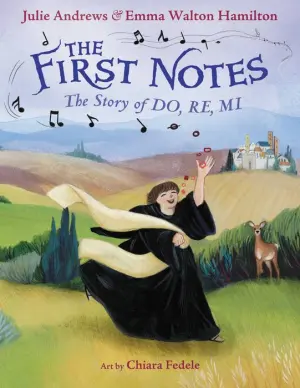 Julie Andrews & Emma Walton Hamilton
THE
FIRST NOTES
The Story of DO, RE, MI
Art by Chiara Fedele